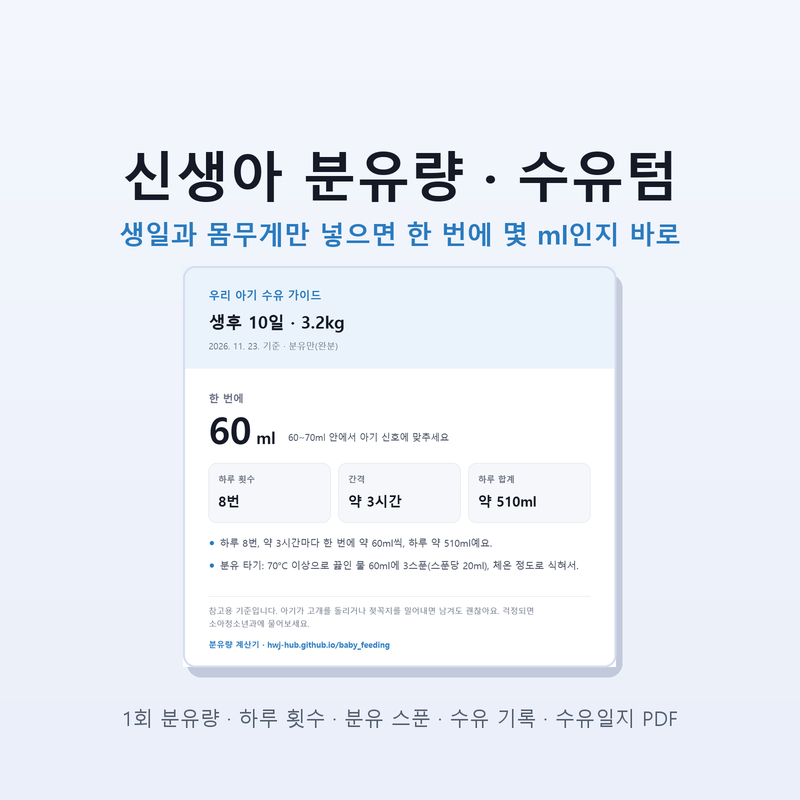 신생아 분유량 · 수유텀
생일과 몸무게만 넣으면 한 번에 몇 ml인지 바로
우리 아기 수유 가이드
생후 10일 · 3.2kg
2026. 11. 23. 기준 · 분유만(완분)
한 번에
60 ml 60~70ml 안에서 아기 신호에 맞추세요
하루 횟수
8번
간격
약 3시간
하루 합계
약 510ml
• 하루 8번, 약 3시간마다 한 번에 약 60ml씩, 하루 약 510ml예요.
• 분유 타기: 70℃ 이상으로 끓인 물 60ml에 3스푼(스푼당 20ml), 체온 정도로 식혀서.
참고용 기준입니다. 아기가 고개를 돌리거나 젖꼭지를 밀어내면 남겨도 괜찮아요. 걱정되면
소아청소년과에 물어보세요.
분유량 계산기 · hwj-hub.github.io/baby_feeding
1회 분유량 · 하루 횟수 · 분유 스푼 · 수유 기록 · 수유일지 PDF